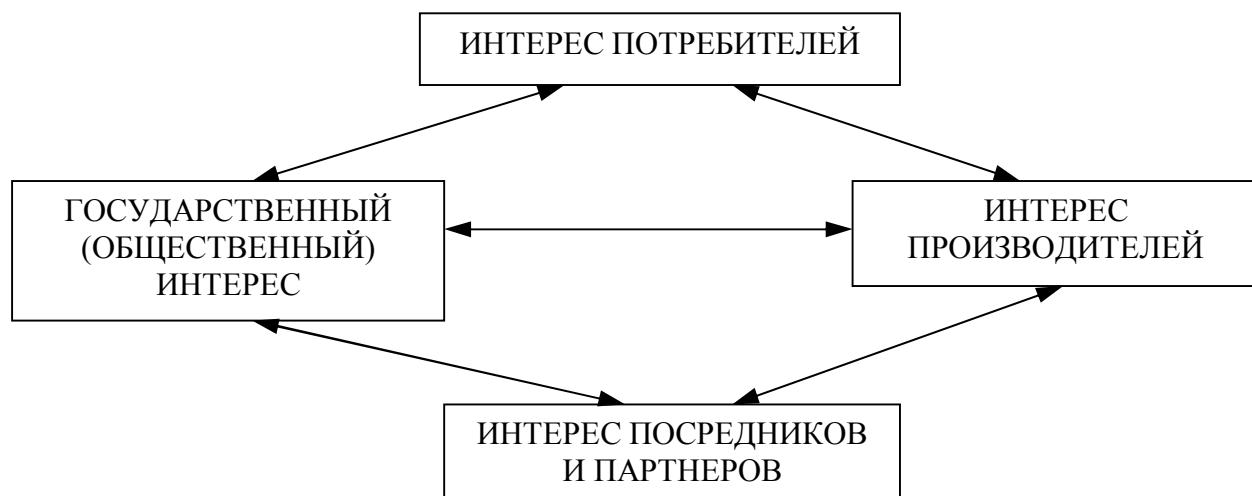 ИНТЕРЕС ПОТРЕБИТЕЛЕЙ
ГОСУДАРСТВЕННЫЙ
(ОБЩЕСТВЕННЫЙ)
ИНТЕРЕС
ИНТЕРЕС
ПРОИЗВОДИТЕЛЕЙ
ИНТЕРЕС ПОСРЕДНИКОВ
И ПАРТНЕРОВ